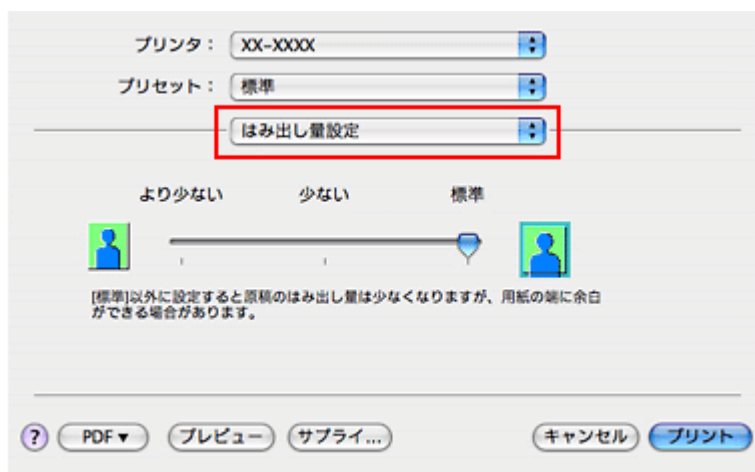 プリンタ： XX-XXXX
プリセット： 標準
はみ出し量設定
より少ない 少ない 標準
[標準]以外に設定すると原稿のはみ出し量は少なくなりますが、用紙の端に余白
ができる場合があります。
? PDF▼ プレビュー サプライ... キャンセル プリント